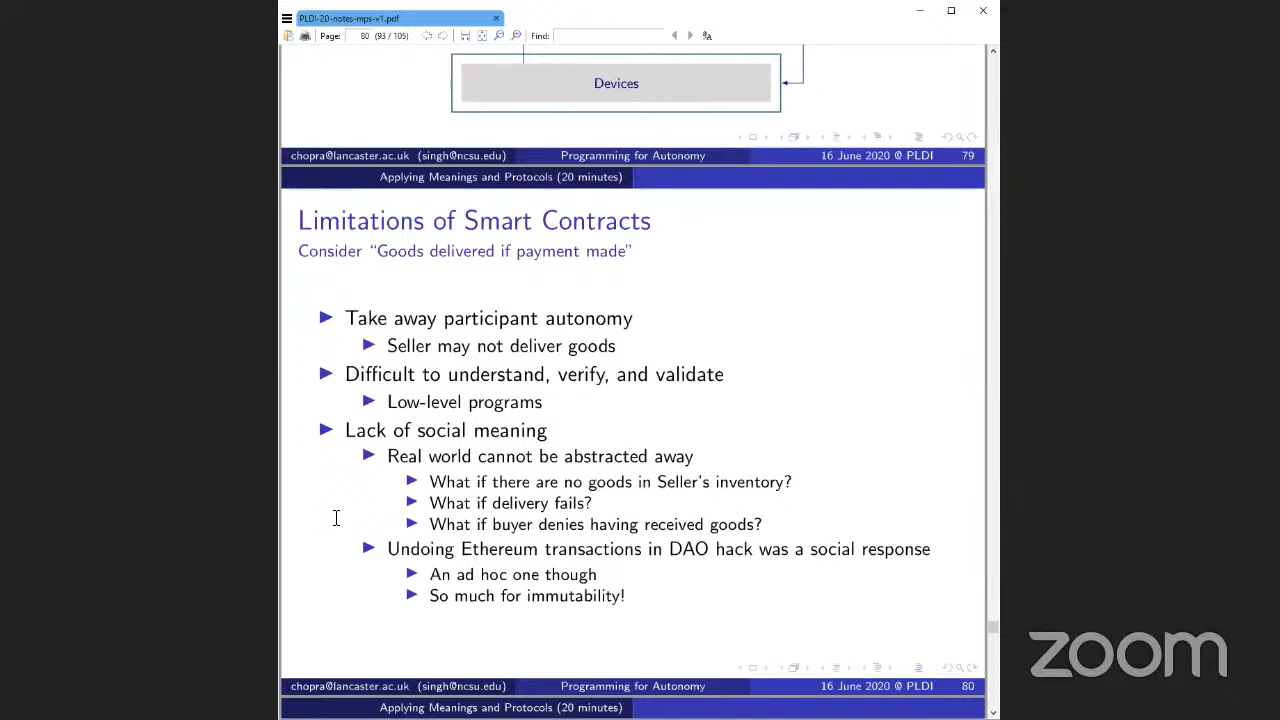 PLDI-20-notes-mps-v1.pdf
Page: 80 (93 / 105) Find:
Devices
chopra@lancaster.ac.uk (singh@ncsu.edu) Programming for Autonomy 16 June 2020 @ PLDI 79
Applying Meanings and Protocols (20 minutes)
Limitations of Smart Contracts
Consider “Goods delivered if payment made”
Take away participant autonomy
Seller may not deliver goods
Difficult to understand, verify, and validate
Low-level programs
Lack of social meaning
Real world cannot be abstracted away
What if there are no goods in Seller’s inventory?
What if delivery fails?
What if buyer denies having received goods?
Undoing Ethereum transactions in DAO hack was a social response
An ad hoc one though
So much for immutability!
chopra@lancaster.ac.uk (singh@ncsu.edu) Programming for Autonomy 16 June 2020 @ PLDI 80
Applying Meanings and Protocols (20 minutes)
zoom